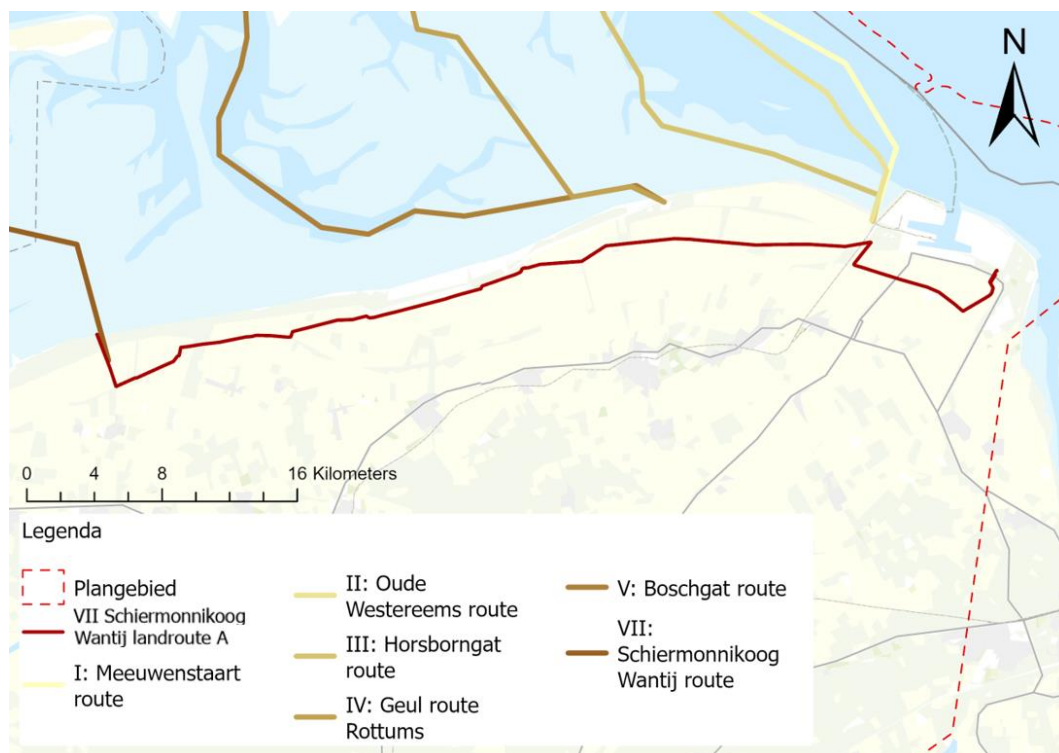 N
0 4 8 16 Kilometers
Legenda
Plangebied
VII Schiermonnikoog
Wantij landroute A
I: Meeuwenstaart
route
II: Oude
Westereems route
III: Horsborngat
route
IV: Geul route
Rottums
V: Boschgat route
VII:
Schiermonnikoog
Wantij route